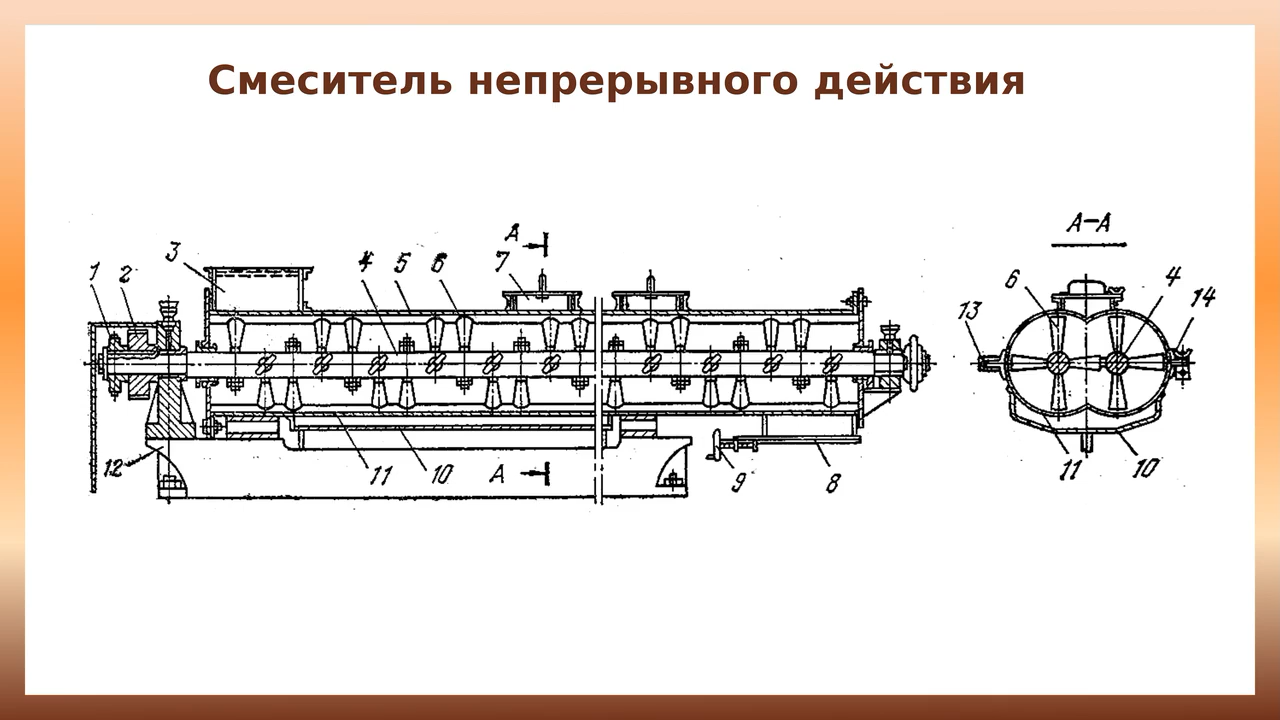 Смеситель непрерывного действия
А-А
А
3 4 5 6 7
1 2
6 4
13 14
12 11 10 А 9 8
11 10